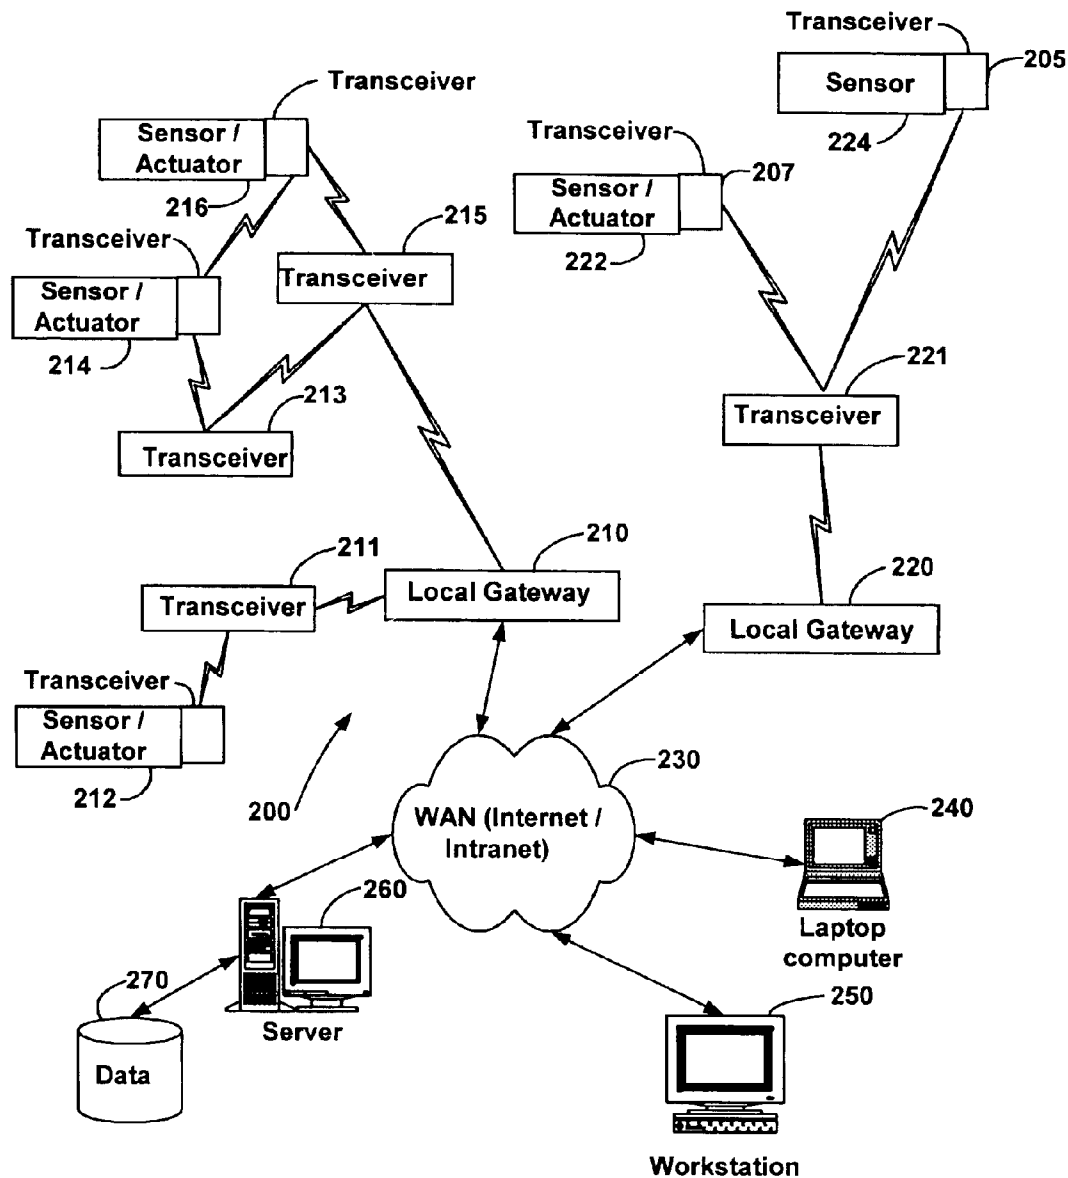 Transceiver
205
Sensor
224
Transceiver
Sensor /
Actuator
216
Transceiver
207
Sensor /
Actuator
222
215
Transceiver
Transceiver
Sensor /
Actuator
214
221
Transceiver
213
Transceiver
210
Local Gateway
211
Transceiver
220
Local Gateway
Transceiver
Sensor /
Actuator
212
200
230
WAN (Internet /
Intranet)
240
Laptop
computer
260
Server
270
Data
250
Workstation